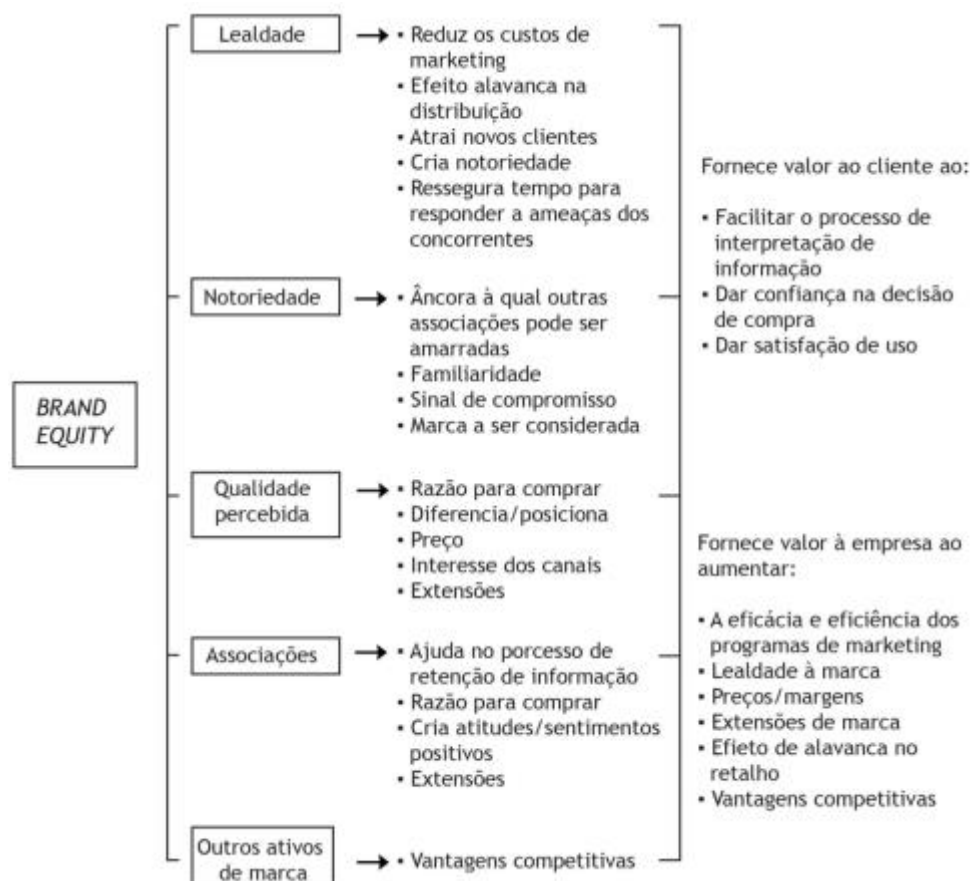 BRAND
EQUITY
Lealdade
▪ Reduz os custos de
marketing
▪ Efeito alavanca na
distribuição
▪ Atrai novos clientes
▪ Cria notoriedade
▪ Ressegura tempo para
responder a ameaças dos
concorrentes
Notoriedade
▪ Âncora à qual outras
associações pode ser
amarradas
▪ Familiaridade
▪ Sinal de compromisso
▪ Marca a ser considerada
Qualidade
percebida
▪ Razão para comprar
▪ Diferencia/posiciona
▪ Preço
▪ Interesse dos canais
▪ Extensões
Associações
▪ Ajuda no porcesso de
retenção de informação
▪ Razão para comprar
▪ Cria atitudes/sentimentos
positivos
▪ Extensões
Outros ativos
de marca
▪ Vantagens competitivas
Fornece valor ao cliente ao:
▪ Facilitar o processo de
interpretação de
informação
▪ Dar confiança na decisão
de compra
▪ Dar satisfação de uso
Fornece valor à empresa ao
aumentar:
▪ A eficácia e eficiência dos
programas de marketing
▪ Lealdade à marca
▪ Preços/margens
▪ Extensões de marca
▪ Efieto de alavanca no
retalho
▪ Vantagens competitivas